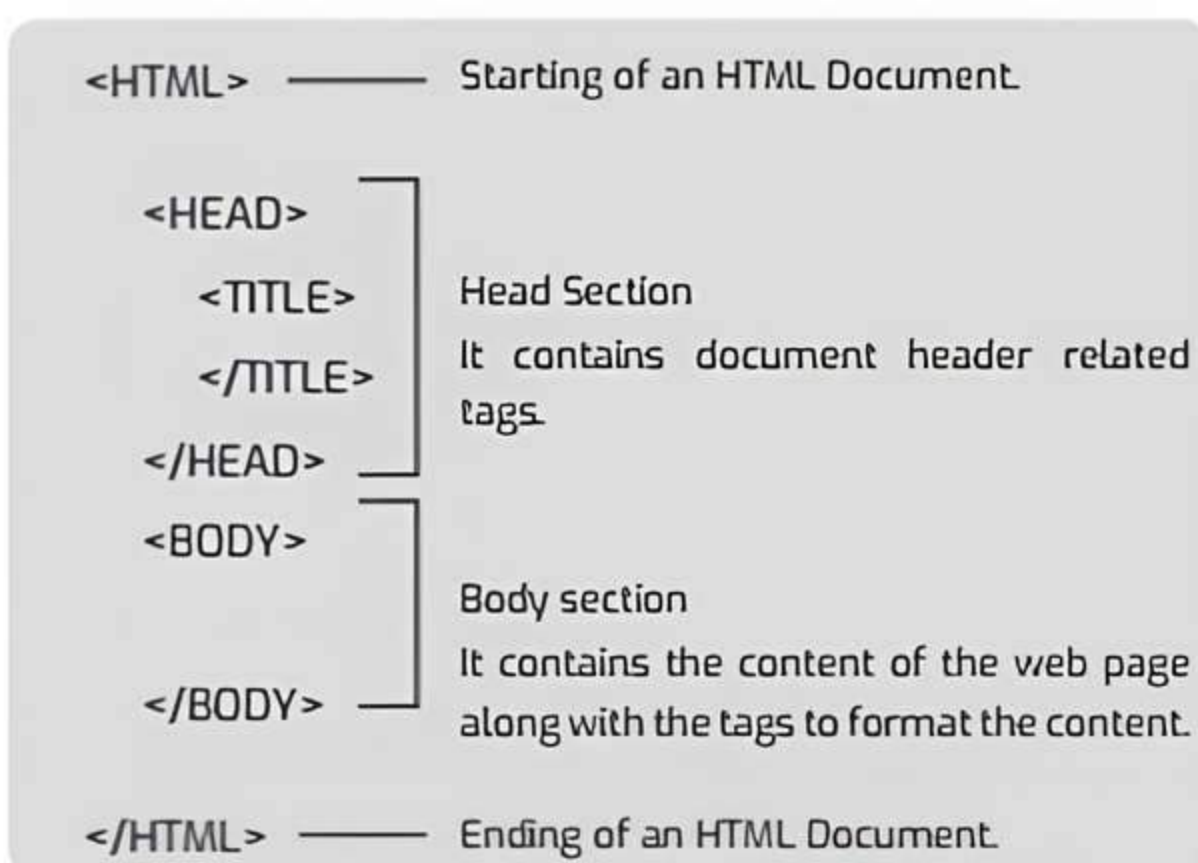 <HTML> Starting of an HTML Document.
<HEAD>
<TITLE>
Head Section
</TITLE>
It contains document header related
tags.
</HEAD>
<BODY>
Body section
It contains the content of the web page
</BODY>
along with the tags to format the content.
</HTML> Ending of an HTML Document.